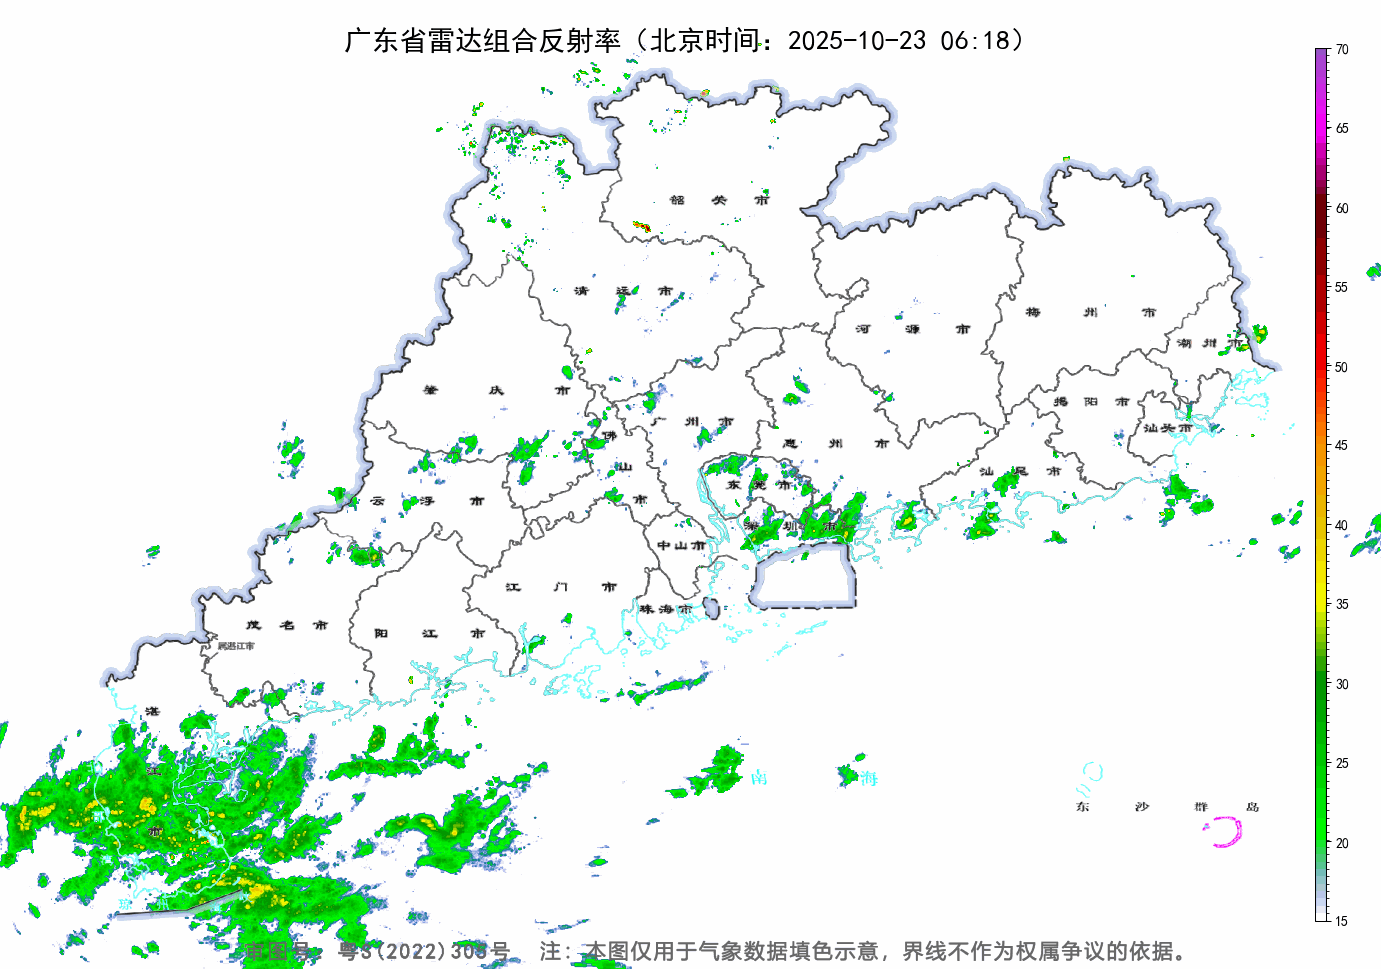 广东省雷达组合反射率（北京时间：2025-10-23 06:18）
70
65
60
55
50
45
40
35
30
25
20
15
韶关市
清远市
河源市
梅州市
潮州市
肇庆市
广州市
佛山市
惠州市
揭阳市
汕头市
汕尾市
云浮市
东莞市
深圳市
中山市
江门市
珠海市
茂名市
阳江市
属湛江市
湛江市
南海
东沙群岛
审图号：粤S(2022)308号 注：本图仅用于气象数据填色示意，界线不作为权属争议的依据。